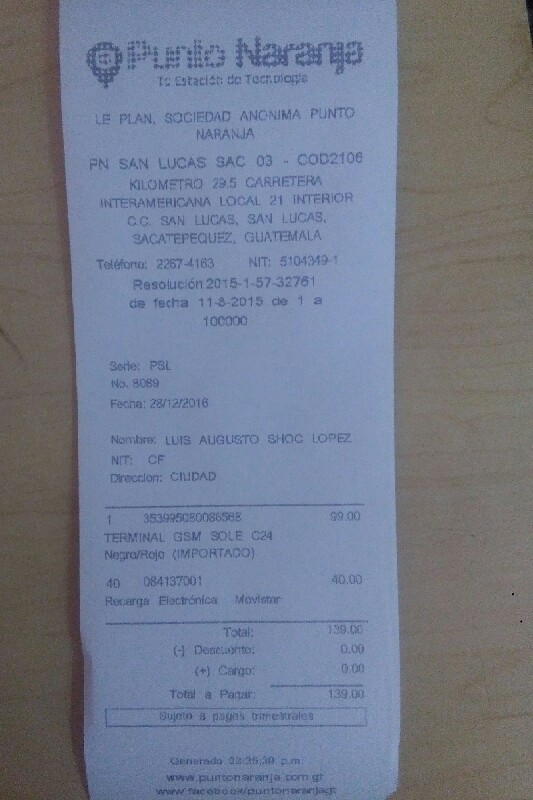 Punto Naranja
Tu Estación de Tecnología
LE PLAN, SOCIEDAD ANONIMA PUNTO
NARANJA
PN SAN LUCAS SAC 03 - COD2106
KILOMETRO 29.5 CARRETERA
INTERAMERICANA LOCAL 21 INTERIOR
C.C. SAN LUCAS, SAN LUCAS,
SACATEPEQUEZ, GUATEMALA
Teléfono: 2267-4163 NIT: 5104349-1
Resolución 2015-1-57-32761
de fecha 11-8-2015 de 1 a
100000
Serie: PSL
No. 8089
Fecha: 28/12/2016
Nombre: LUIS AUGUSTO SHOC LOPEZ
NIT: CF
Direccion: CIUDAD
1 353995080086568 99.00
TERMINAL GSM SOLE C24
Negro/Rojo (IMPORTADO)
40 084137001 40.00
Recarga Electrónica Movistar
Total: 139.00
(-) Descuento: 0.00
(+) Cargo: 0.00
Total a Pagar: 139.00
Sujeto a pagos trimestrales
Generado p.m.
www.puntonaranja.com.gt
www.facebook/puntonaranjagt